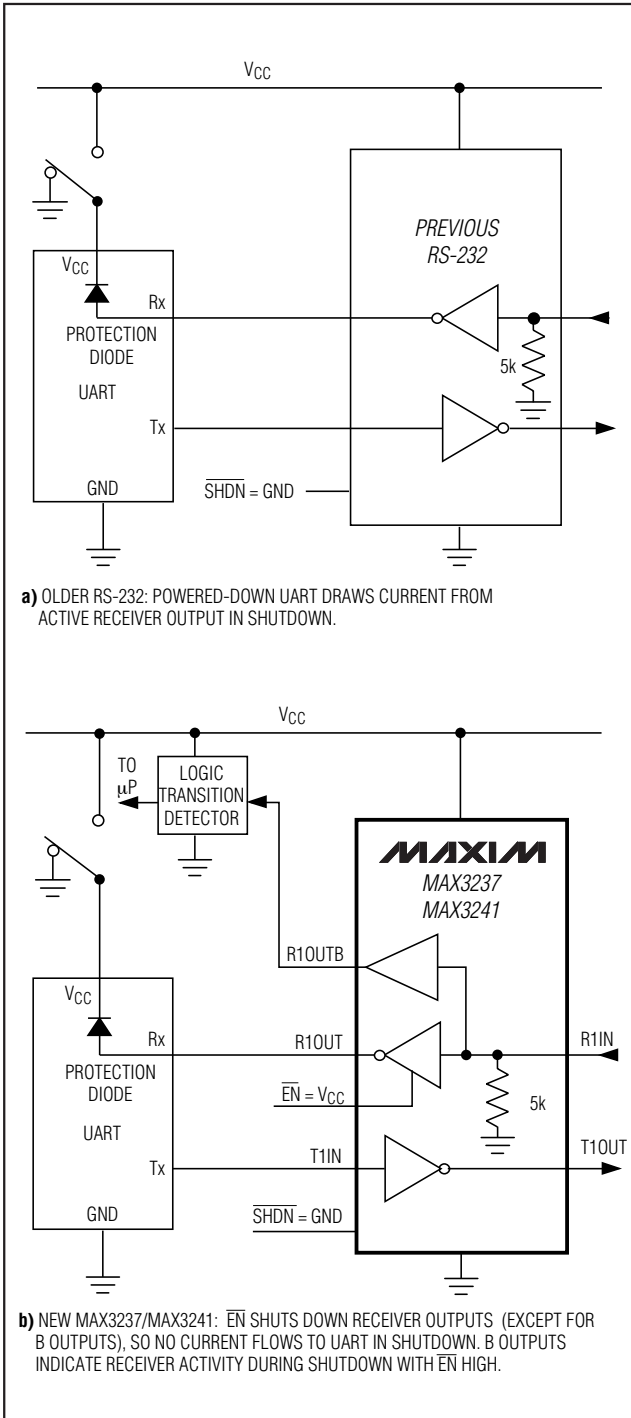 VCC
PREVIOUS
RS-232
VCC
Rx
PROTECTION
DIODE
5k
UART
Tx
SHDN = GND
GND
a) OLDER RS-232: POWERED-DOWN UART DRAWS CURRENT FROM
ACTIVE RECEIVER OUTPUT IN SHUTDOWN.
VCC
TO
µP
LOGIC
TRANSITION
DETECTOR
MAXIM
MAX3237
MAX3241
R1OUTB
VCC
Rx
R1OUT
R1IN
PROTECTION
DIODE
EN = VCC
5k
UART
Tx
T1IN
T1OUT
GND
SHDN = GND
b) NEW MAX3237/MAX3241: EN SHUTS DOWN RECEIVER OUTPUTS (EXCEPT FOR
B OUTPUTS), SO NO CURRENT FLOWS TO UART IN SHUTDOWN. B OUTPUTS
INDICATE RECEIVER ACTIVITY DURING SHUTDOWN WITH EN HIGH.